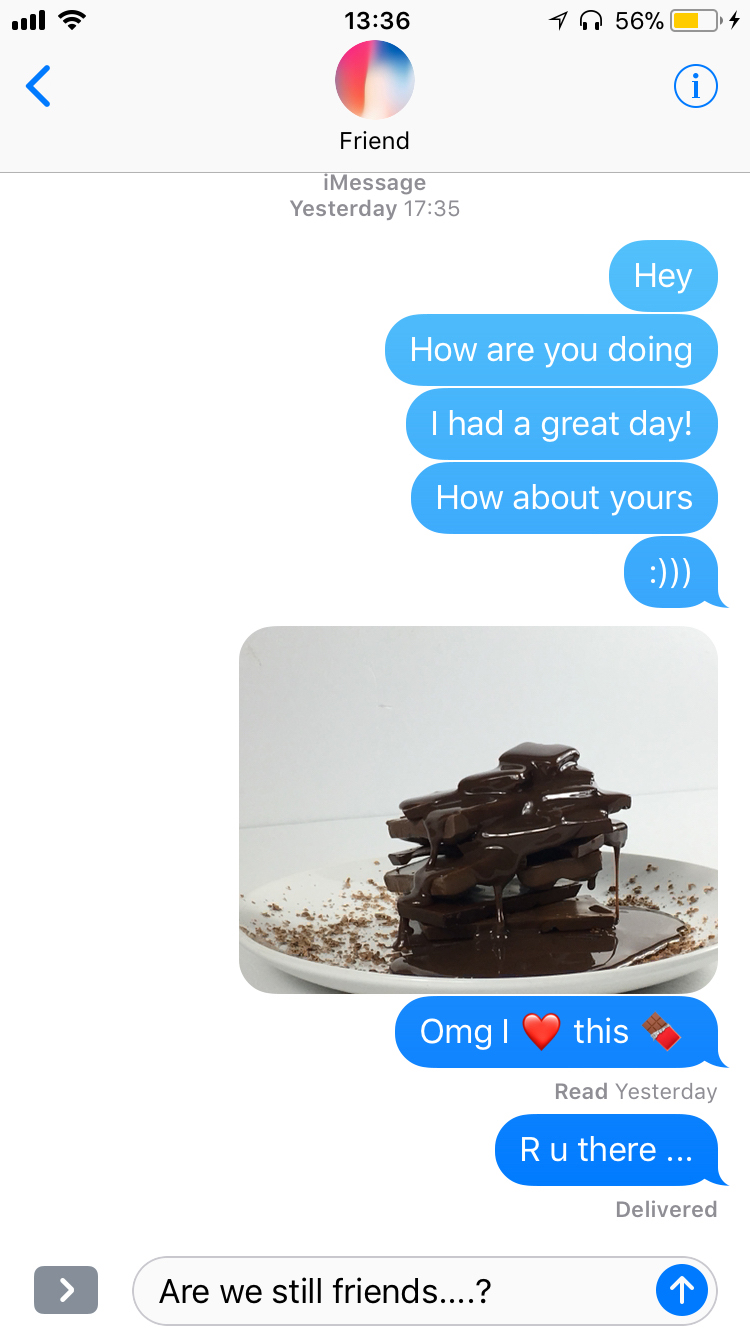 13:36
56%
Friend
iMessage
Yesterday 17:35
Hey
How are you doing
I had a great day!
How about yours
:)))
Omg I ❤️ this 🍫
Read Yesterday
R u there ...
Delivered
Are we still friends....?